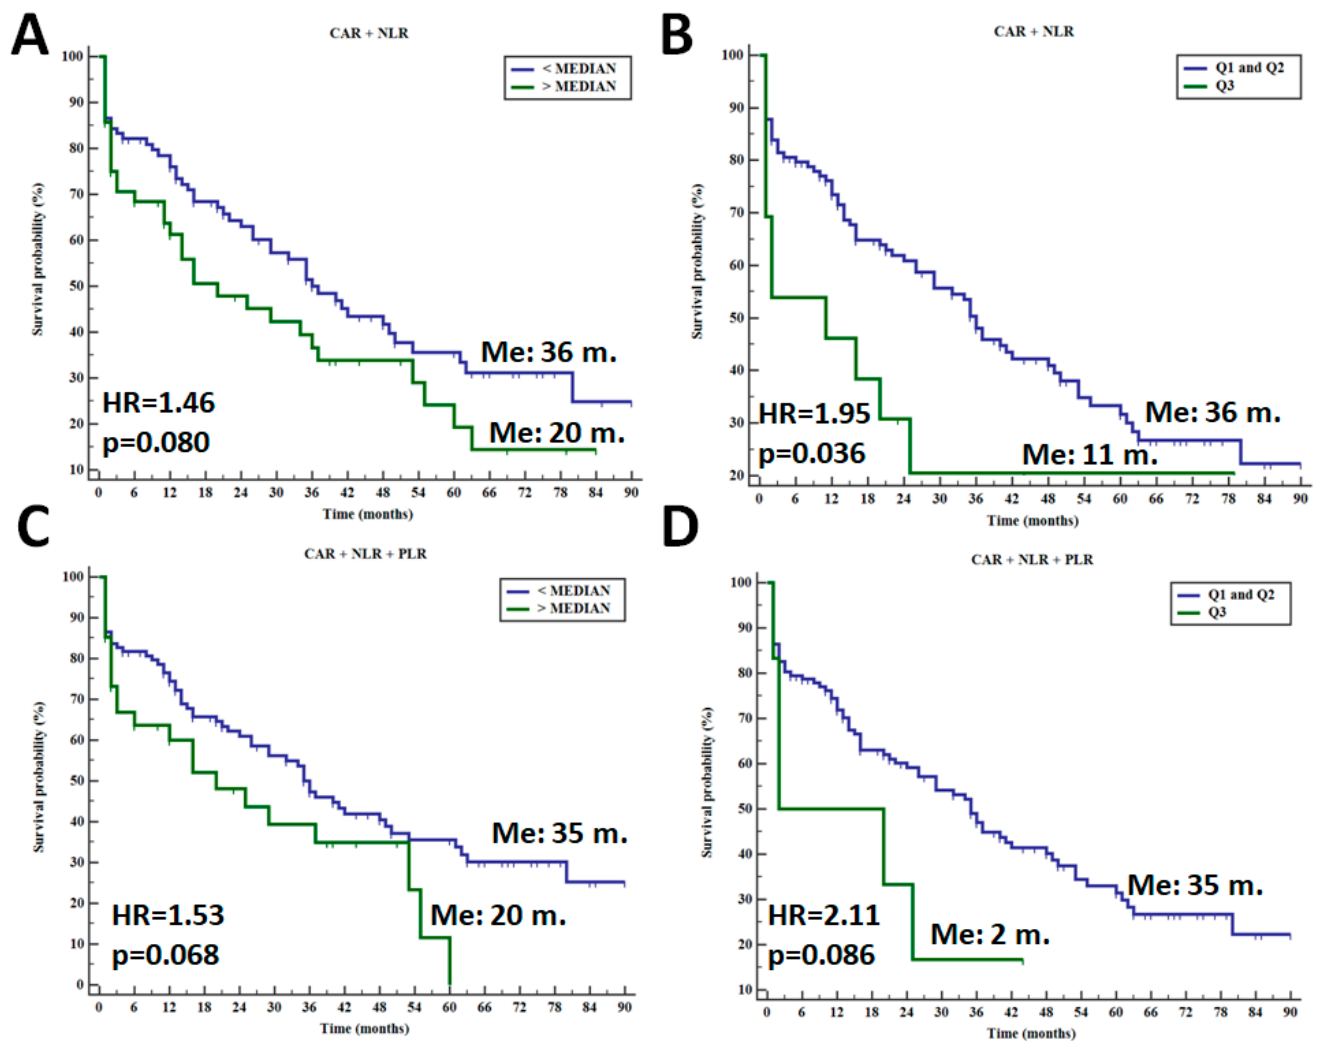 A
CAR + NLR
< MEDIAN
> MEDIAN
Survival probability (%)
100
90
80
70
60
50
40
30
20
10
HR=1.46
p=0.080
Me: 36 m.
Me: 20 m.
0 6 12 18 24 30 36 42 48 54 60 66 72 78 84 90
Time (months)
B
CAR + NLR
Q1 and Q2
Q3
Survival probability (%)
100
90
80
70
60
50
40
30
20
HR=1.95
p=0.036
Me: 36 m.
Me: 11 m.
0 6 12 18 24 30 36 42 48 54 60 66 72 78 84 90
Time (months)
C
CAR + NLR + PLR
< MEDIAN
> MEDIAN
Survival probability (%)
100
90
80
70
60
50
40
30
20
10
0
HR=1.53
p=0.068
Me: 35 m.
Me: 20 m.
0 6 12 18 24 30 36 42 48 54 60 66 72 78 84 90
Time (months)
D
CAR + NLR + PLR
Q1 and Q2
Q3
Survival probability (%)
100
90
80
70
60
50
40
30
20
10
HR=2.11
p=0.086
Me: 35 m.
Me: 2 m.
0 6 12 18 24 30 36 42 48 54 60 66 72 78 84 90
Time (months)